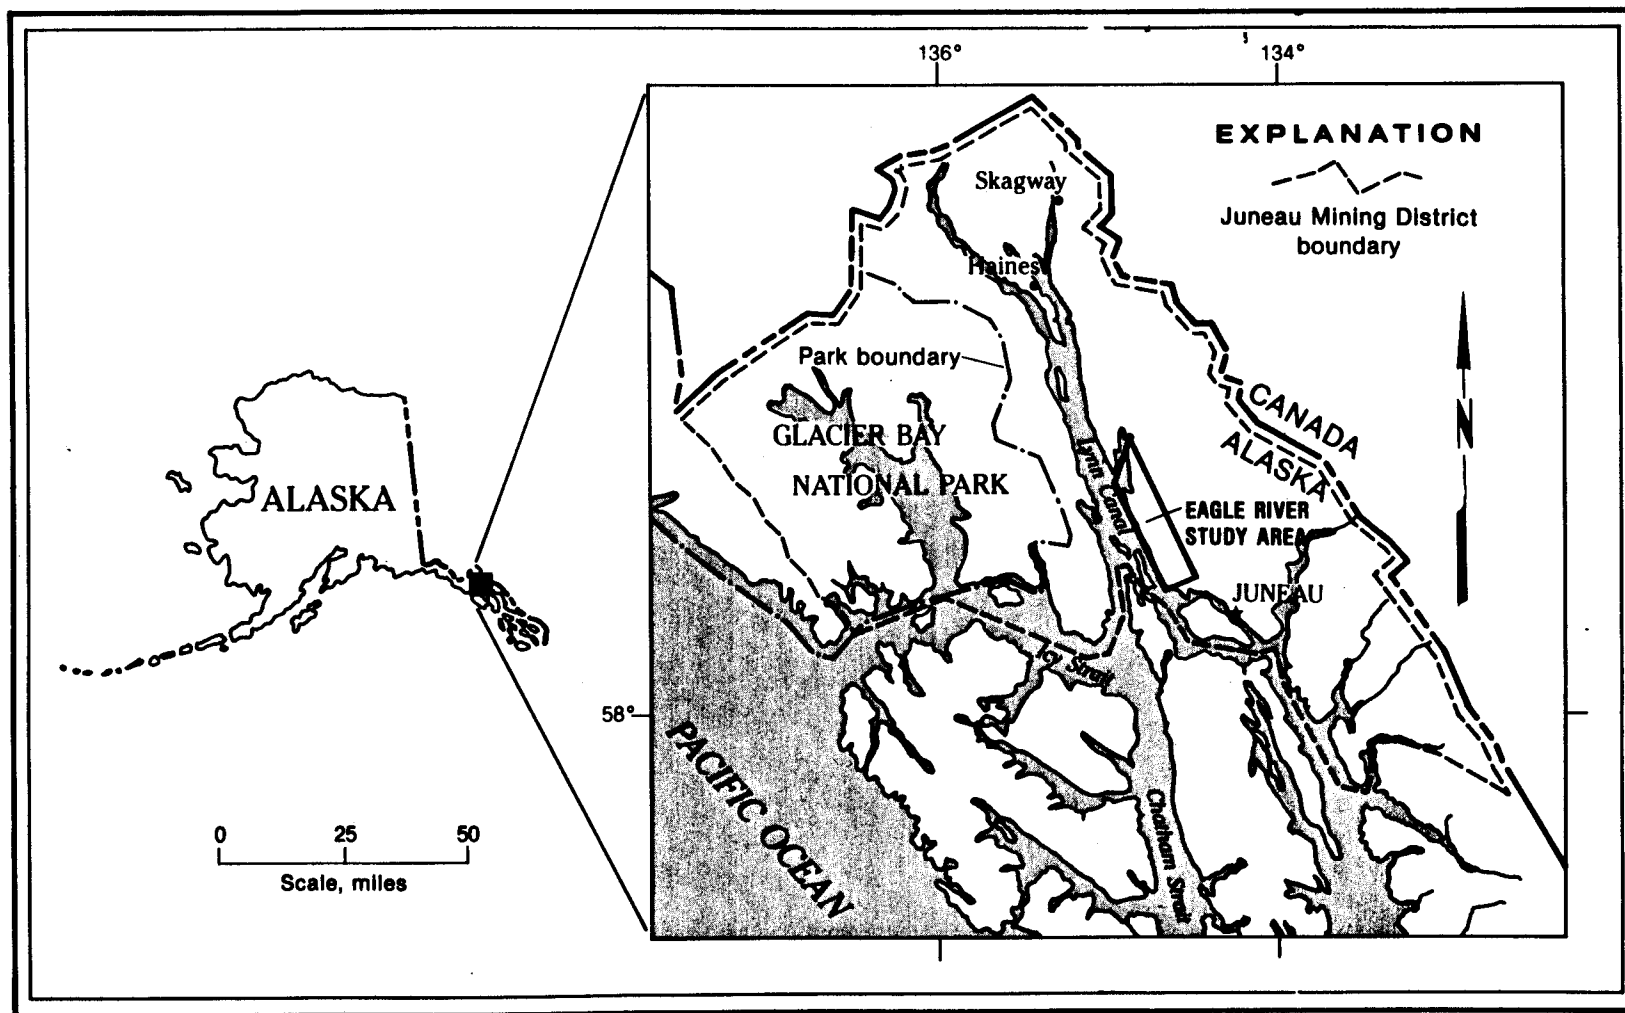 136°
134°
EXPLANATION
Juneau Mining District
boundary
Skagway
Haines
Park boundary
CANADA
ALASKA
GLACIER BAY
NATIONAL PARK
Lynn Canal
N
ALASKA
EAGLE RIVER
STUDY AREA
JUNEAU
cy Strait
58°
PACIFIC OCEAN
Chatham Strait
0 25 50
Scale, miles